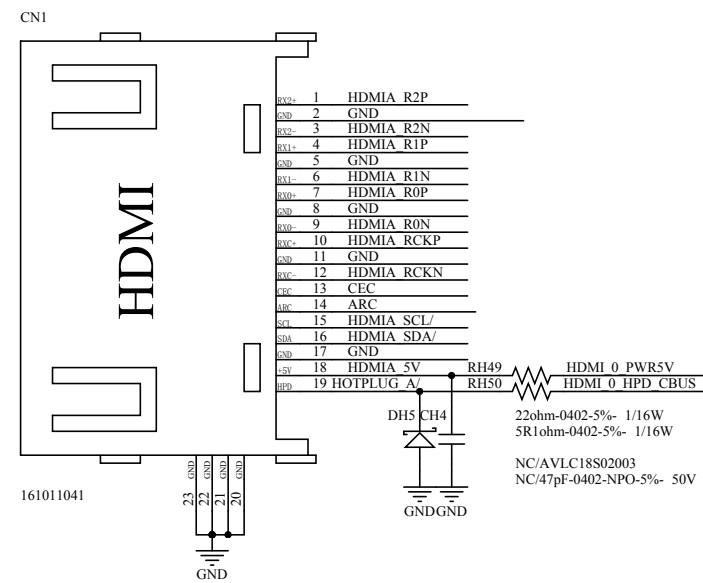 CN1
HDMI
RX2+ 1 HDMIA_R2P
GND 2 GND
RX2- 3 HDMIA_R2N
RX1+ 4 HDMIA_R1P
GND 5 GND
RX1- 6 HDMIA_R1N
RX0+ 7 HDMIA_R0P
GND 8 GND
RX0- 9 HDMIA_R0N
RXC+ 10 HDMIA_RCKP
GND 11 GND
RXC- 12 HDMIA_RCKN
CEC 13 CEC
ARC 14 ARC
SCL 15 HDMIA_SCL/
SDA 16 HDMIA_SDA/
GND 17 GND
+5V 18 HDMIA_5V RH49 HDMI_0_PWR5V
HPD 19 HOTPLUG_A/ RH50 HDMI_0_HPD_CBUS
DH5 CH4
22ohm-0402-5%- 1/16W
5R1ohm-0402-5%- 1/16W
NC/AVLC18S02003
NC/47pF-0402-NPO-5%- 50V
GND GND
161011041
23 GND
22 GND
21 GND
20 GND
GND